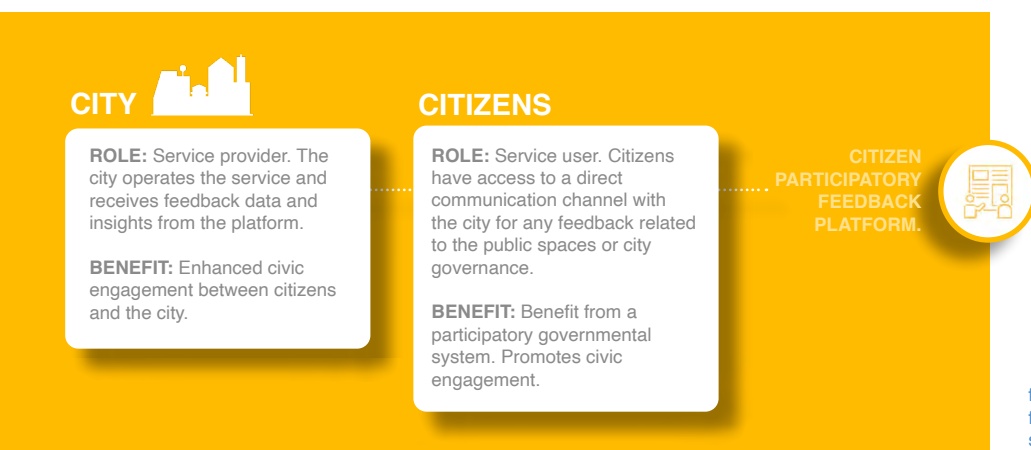 CITY
ROLE: Service provider. The
city operates the service and
receives feedback data and
insights from the platform.
BENEFIT: Enhanced civic
engagement between citizens
and the city.
CITIZENS
ROLE: Service user. Citizens
have access to a direct
communication channel with
the city for any feedback related
to the public spaces or city
governance.
BENEFIT: Benefit from a
participatory governmental
system. Promotes civic
engagement.
CITIZEN
PARTICIPATORY
FEEDBACK
PLATFORM.